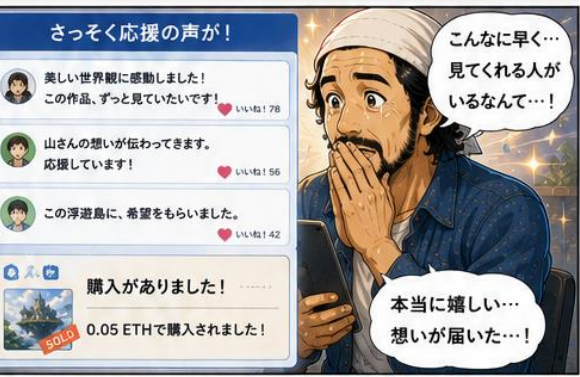 さっそく応援の声が！
美しい世界観に感動しました！
この作品、ずっと見ていたいです！
いいね！78
山さんの想いが伝わってきます。
応援しています！
いいね！56
この浮遊島に、希望をもらいました。
いいね！42
購入がありました！
SOLD
0.05 ETHで購入されました！
こんなに早く…
見てくれる人が
いるなんて…！
本当に嬉しい…
想いが届いた…！